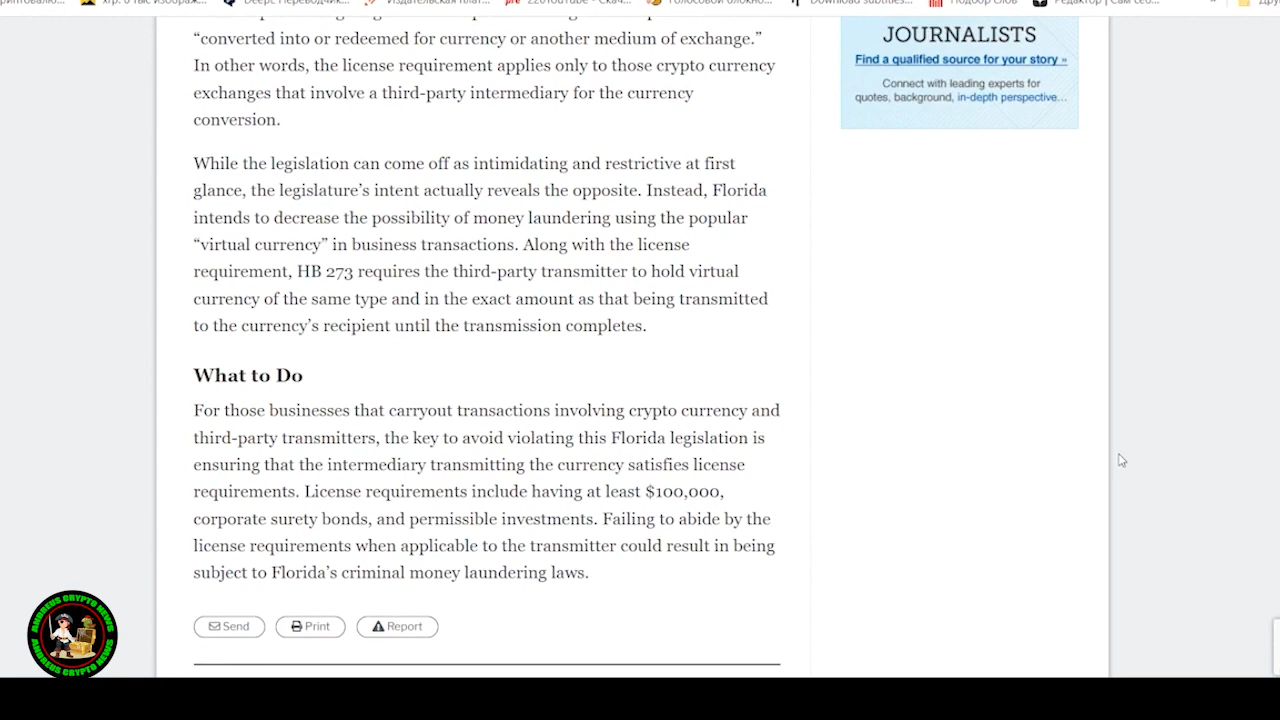 “converted into or redeemed for currency or another medium of exchange.”
In other words, the license requirement applies only to those crypto currency
exchanges that involve a third-party intermediary for the currency
conversion.
While the legislation can come off as intimidating and restrictive at first
glance, the legislature’s intent actually reveals the opposite. Instead, Florida
intends to decrease the possibility of money laundering using the popular
“virtual currency” in business transactions. Along with the license
requirement, HB 273 requires the third-party transmitter to hold virtual
currency of the same type and in the exact amount as that being transmitted
to the currency’s recipient until the transmission completes.
What to Do
For those businesses that carryout transactions involving crypto currency and
third-party transmitters, the key to avoid violating this Florida legislation is
ensuring that the intermediary transmitting the currency satisfies license
requirements. License requirements include having at least $100,000,
corporate surety bonds, and permissible investments. Failing to abide by the
license requirements when applicable to the transmitter could result in being
subject to Florida’s criminal money laundering laws.
Send
Print
Report
JOURNALISTS
Find a qualified source for your story »
Connect with leading experts for
quotes, background, in-depth perspective…
ANDREUS CRYPTO NEWS
ANDREUS CRYPTO NEWS